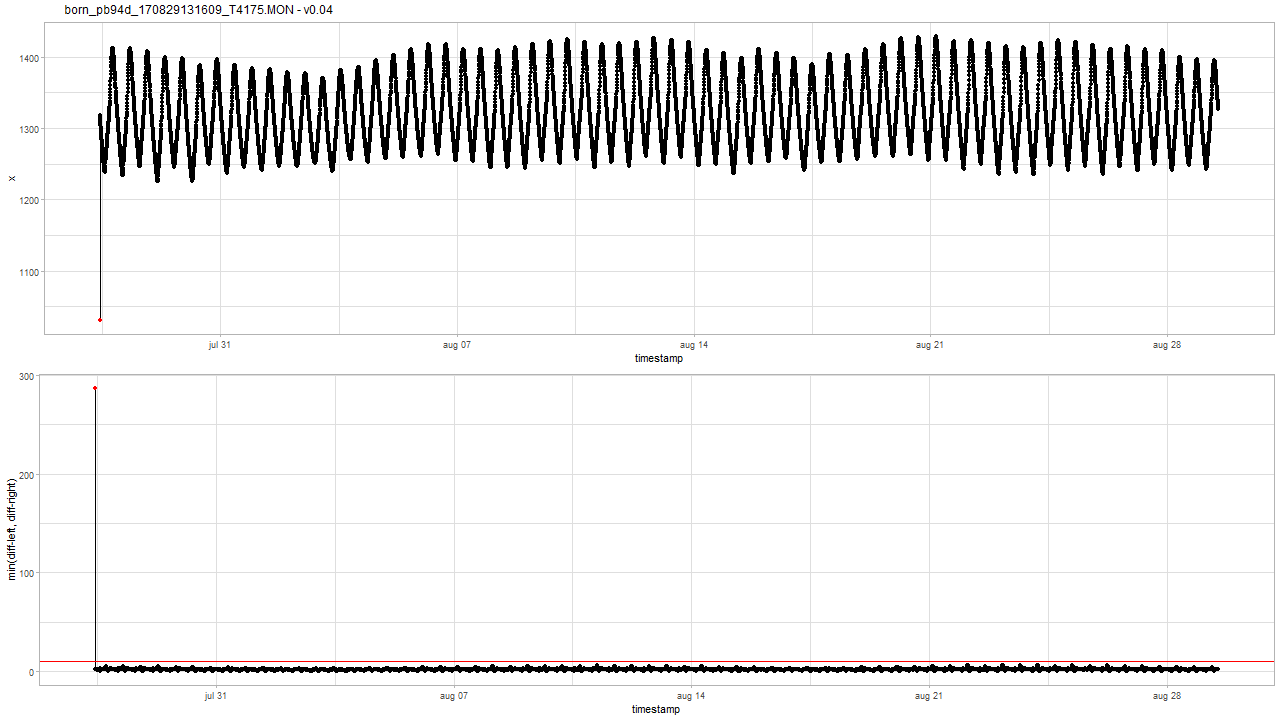 born_pb94d_170829131609_T4175.MON - v0.04
1400
1300
1200
1100
x
jul 31
aug 07
aug 14
aug 21
aug 28
timestamp
300
200
100
0
min(diff-left, diff-right)
jul 31
aug 07
aug 14
aug 21
aug 28
timestamp